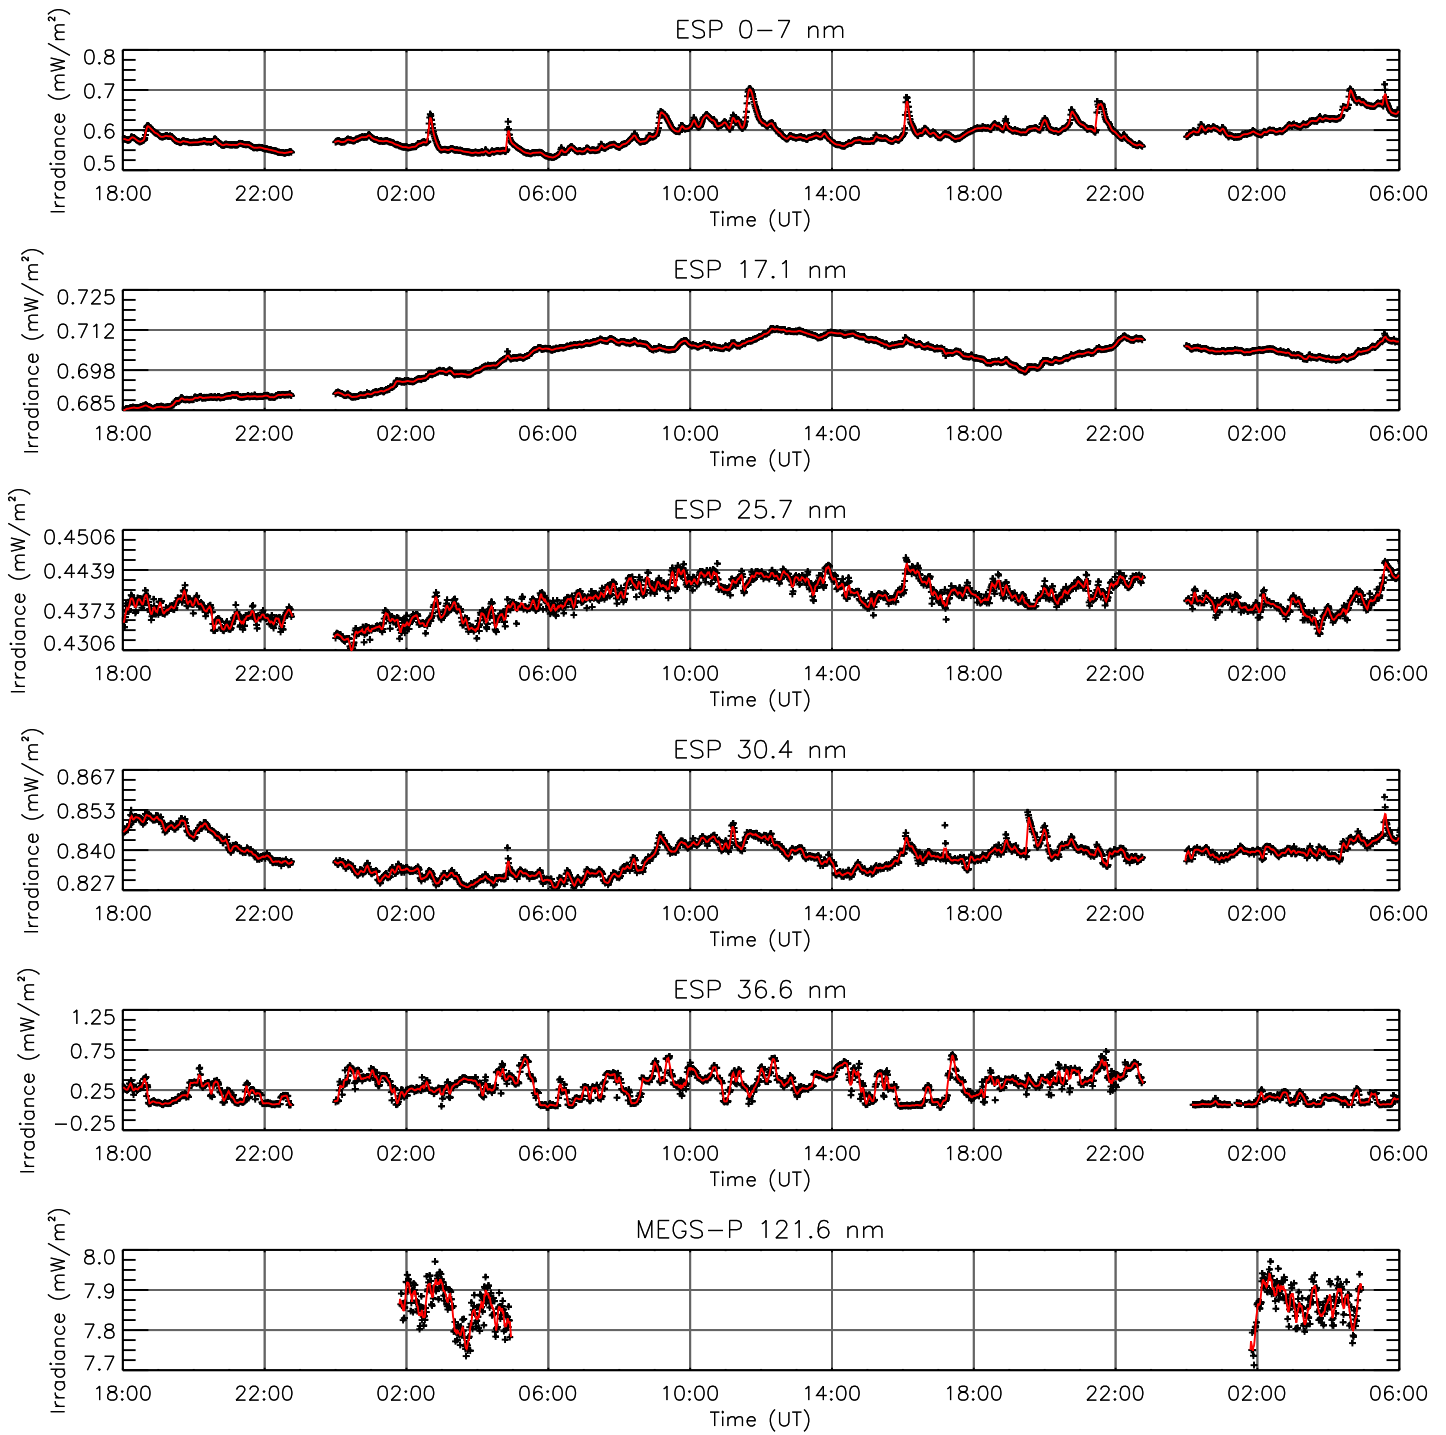 ESP 0−7 nm
Irradiance (mW/m²)
0.8
0.7
0.6
0.5
18:00 22:00 02:00 06:00 10:00 14:00 18:00 22:00 02:00 06:00
Time (UT)
ESP 17.1 nm
Irradiance (mW/m²)
0.725
0.712
0.698
0.685
18:00 22:00 02:00 06:00 10:00 14:00 18:00 22:00 02:00 06:00
Time (UT)
ESP 25.7 nm
Irradiance (mW/m²)
0.4506
0.4439
0.4373
0.4306
18:00 22:00 02:00 06:00 10:00 14:00 18:00 22:00 02:00 06:00
Time (UT)
ESP 30.4 nm
Irradiance (mW/m²)
0.867
0.853
0.840
0.827
18:00 22:00 02:00 06:00 10:00 14:00 18:00 22:00 02:00 06:00
Time (UT)
ESP 36.6 nm
Irradiance (mW/m²)
1.25
0.75
0.25
−0.25
18:00 22:00 02:00 06:00 10:00 14:00 18:00 22:00 02:00 06:00
Time (UT)
MEGS−P 121.6 nm
Irradiance (mW/m²)
8.0
7.9
7.8
7.7
18:00 22:00 02:00 06:00 10:00 14:00 18:00 22:00 02:00 06:00
Time (UT)